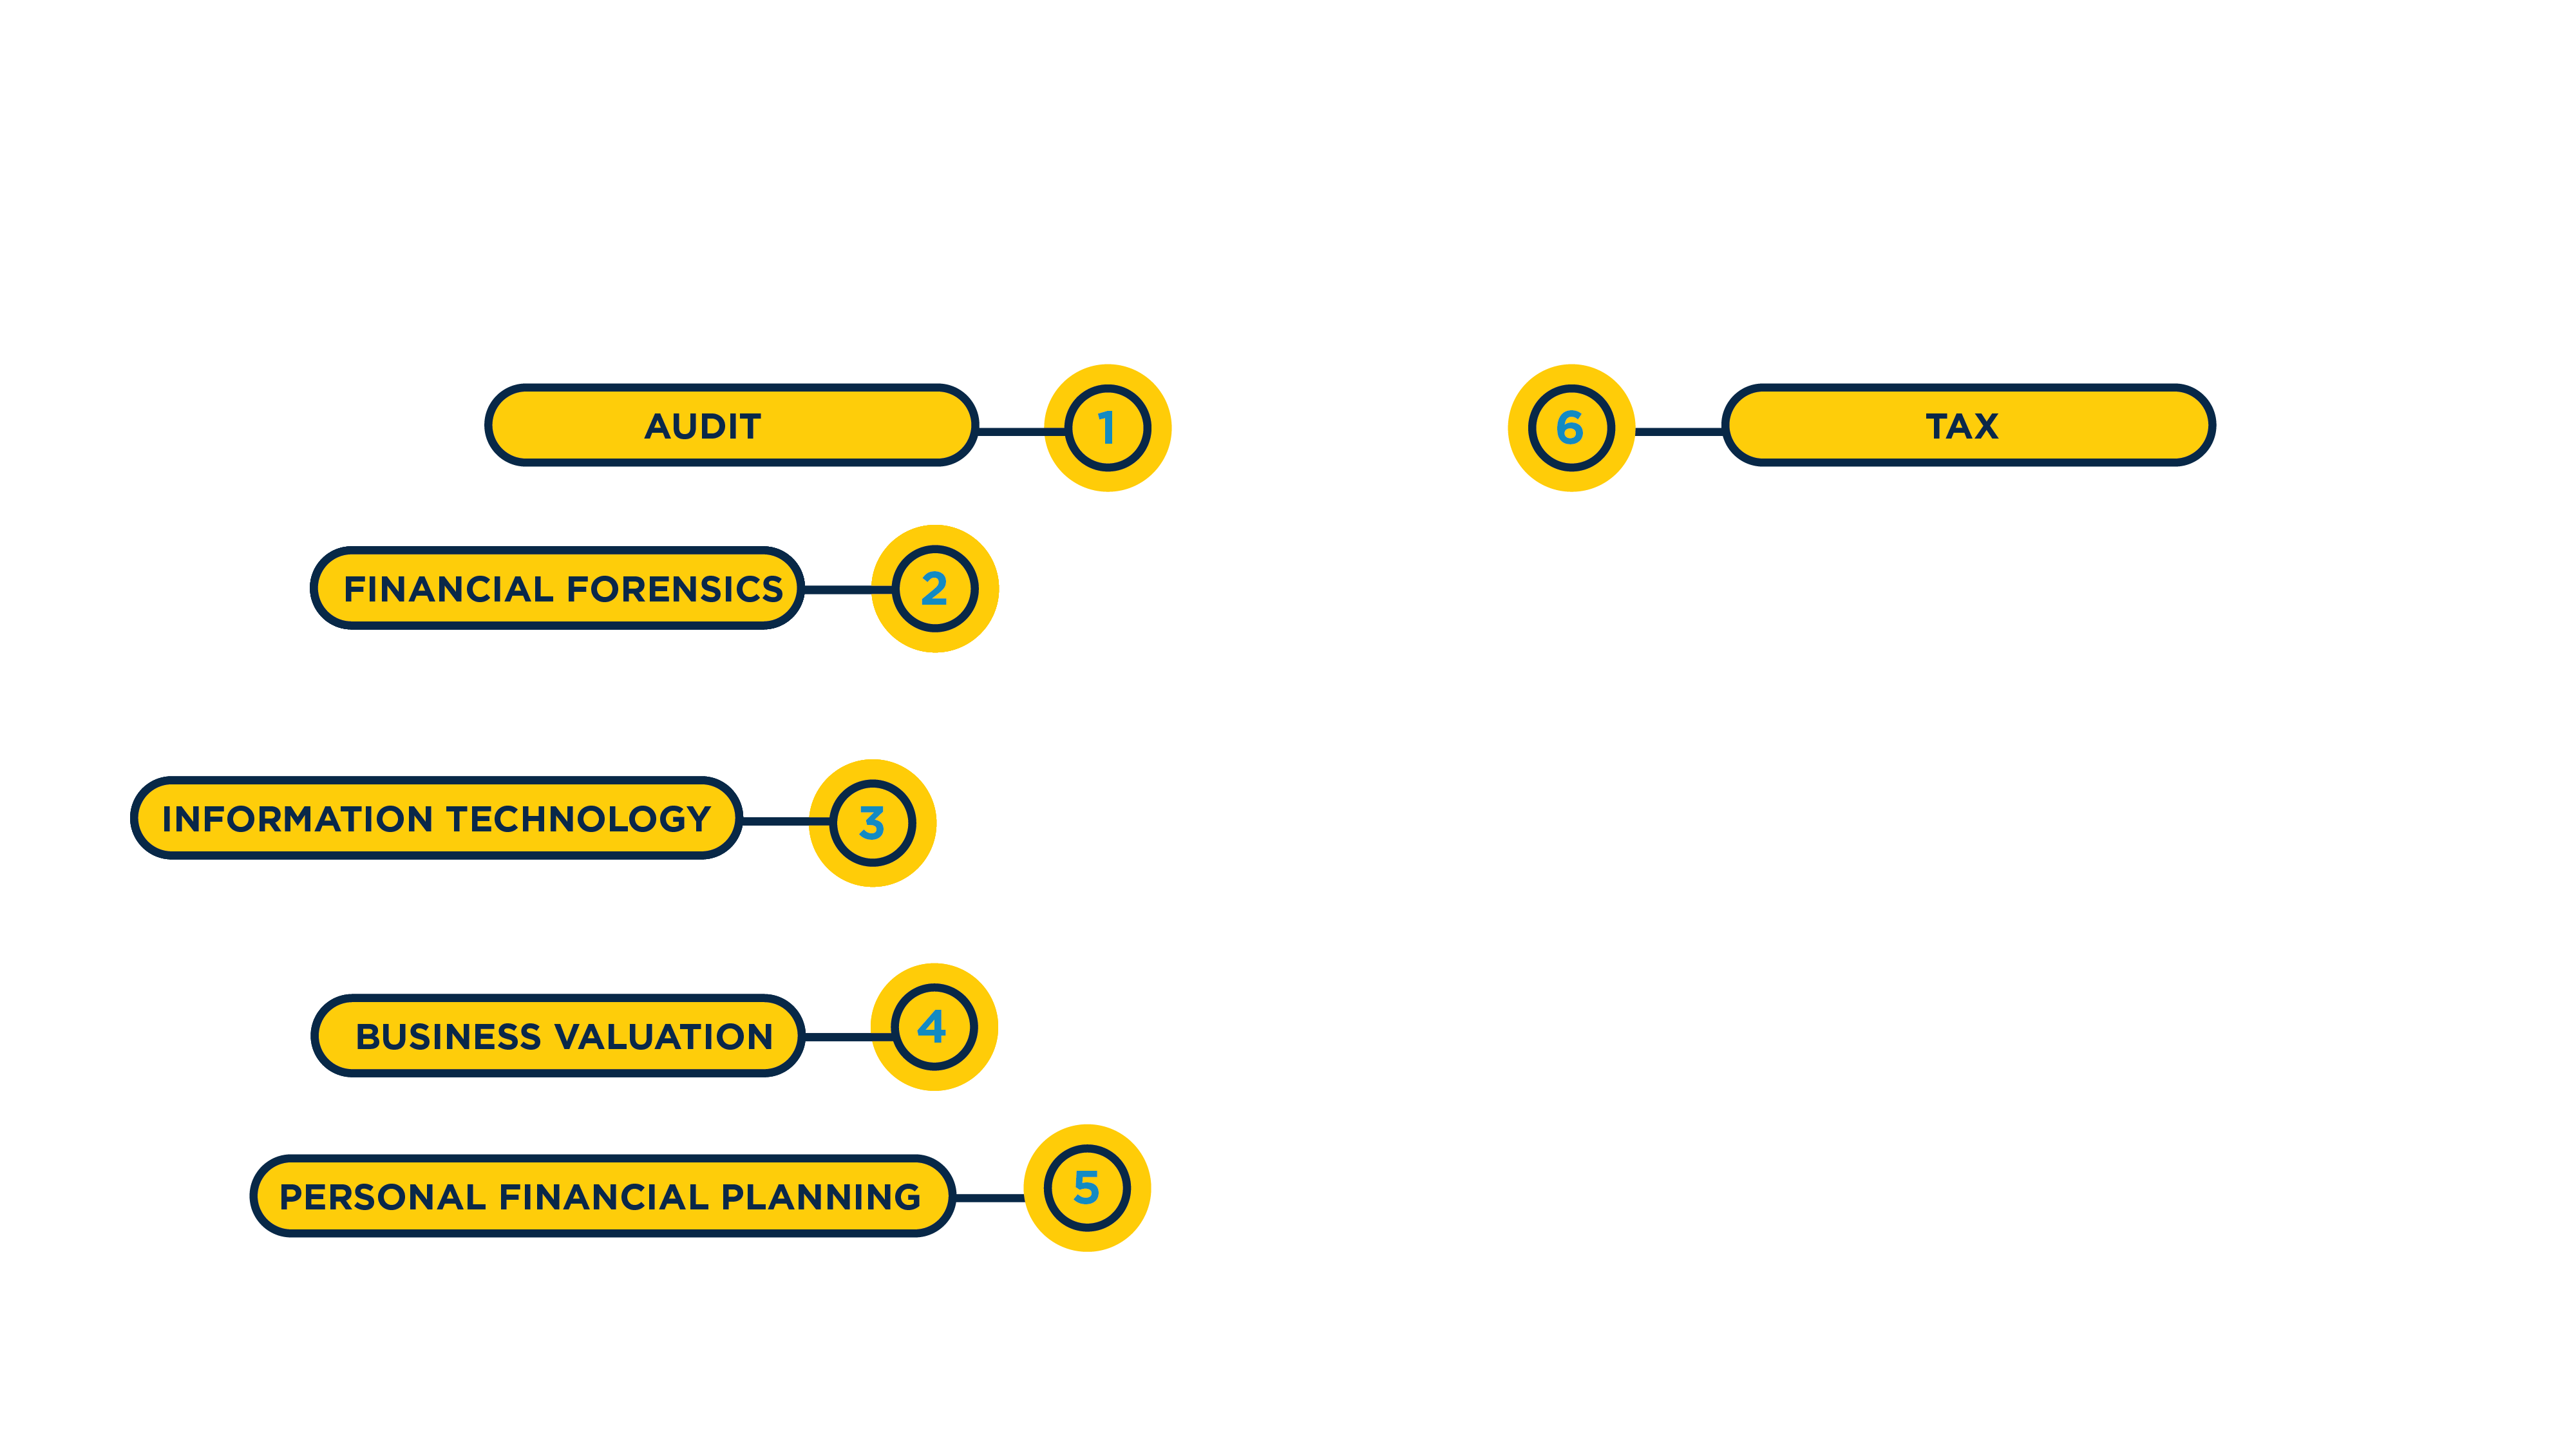 AUDIT
1
FINANCIAL FORENSICS
2
INFORMATION TECHNOLOGY
3
BUSINESS VALUATION
4
PERSONAL FINANCIAL PLANNING
5
6
TAX